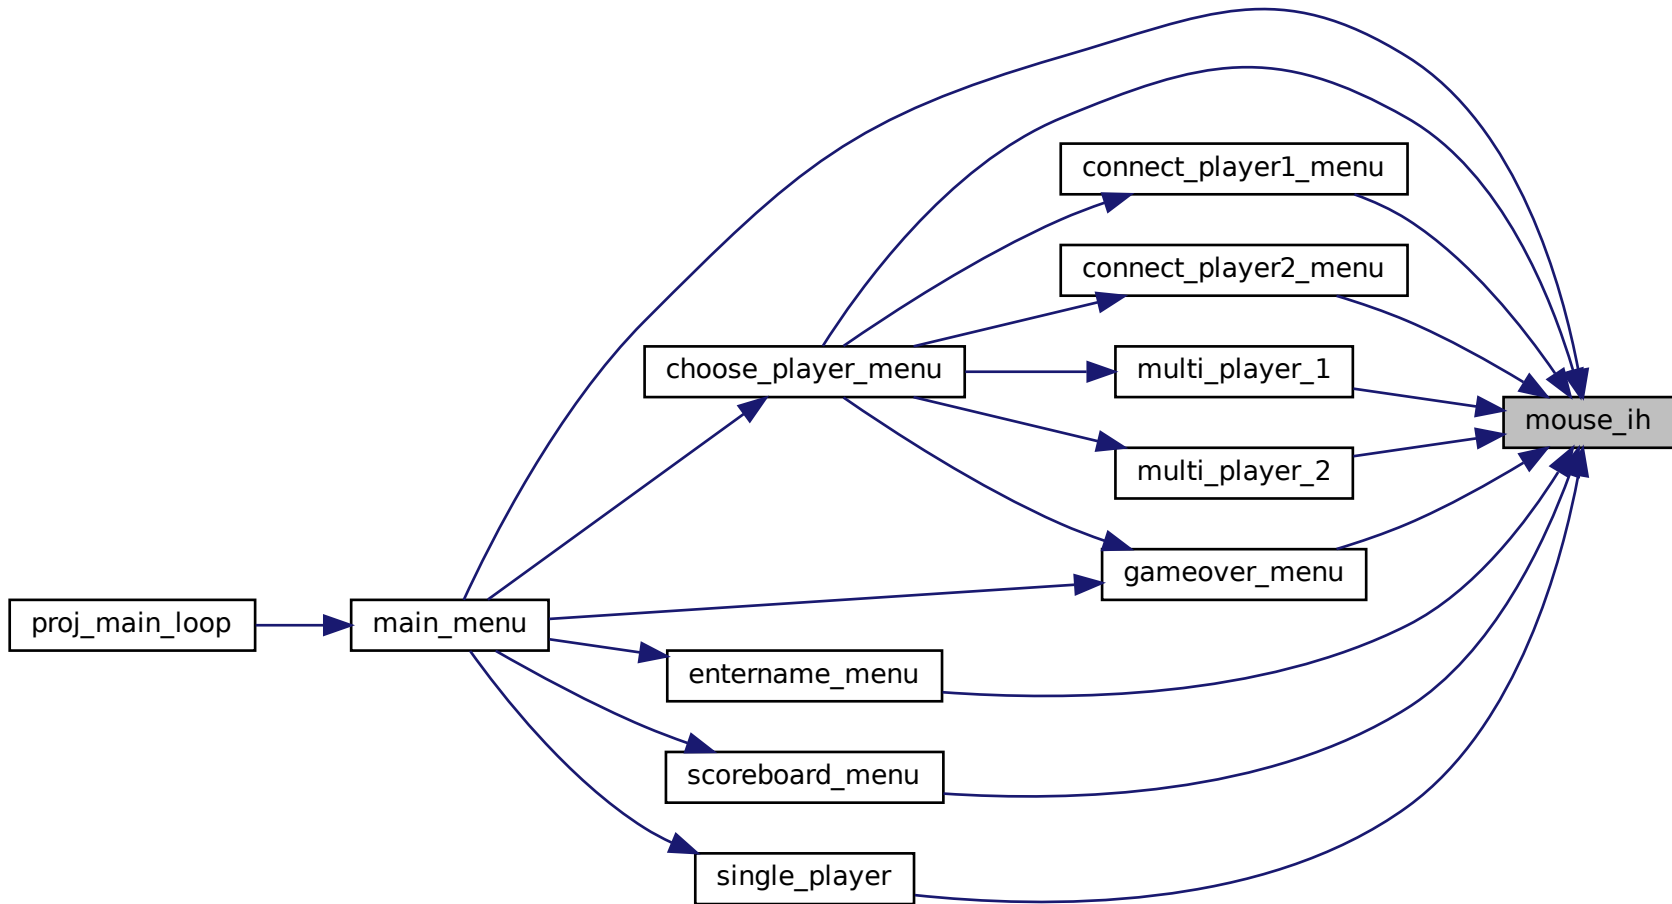 connect_player1_menu
connect_player2_menu
choose_player_menu
multi_player_1
mouse_ih
multi_player_2
gameover_menu
proj_main_loop
main_menu
entername_menu
scoreboard_menu
single_player